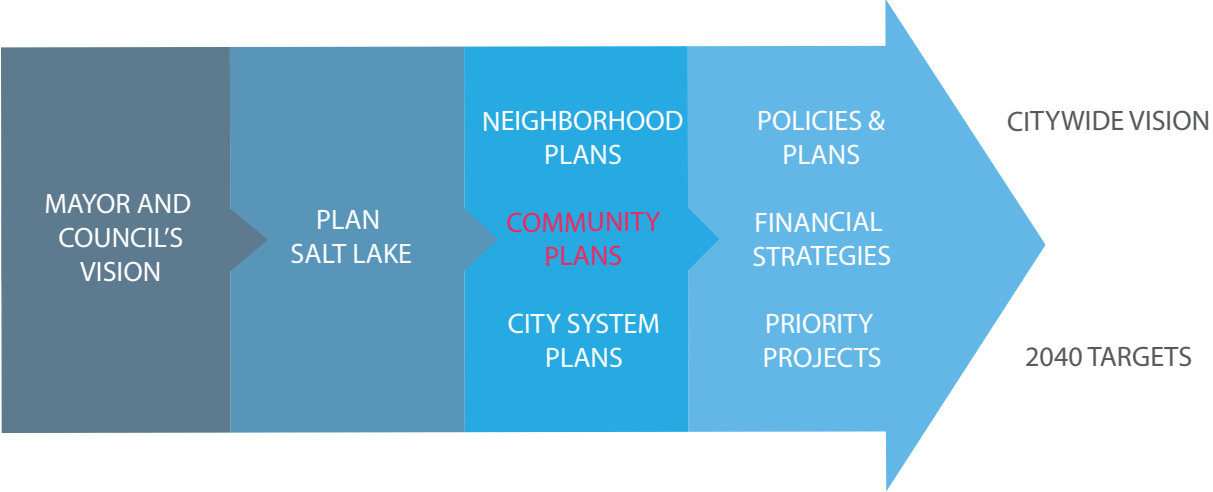 MAYOR AND
COUNCIL'S
VISION
PLAN
SALT LAKE
NEIGHBORHOOD
PLANS
COMMUNITY
PLANS
CITY SYSTEM
PLANS
POLICIES &
PLANS
FINANCIAL
STRATEGIES
PRIORITY
PROJECTS
CITYWIDE VISION
2040 TARGETS